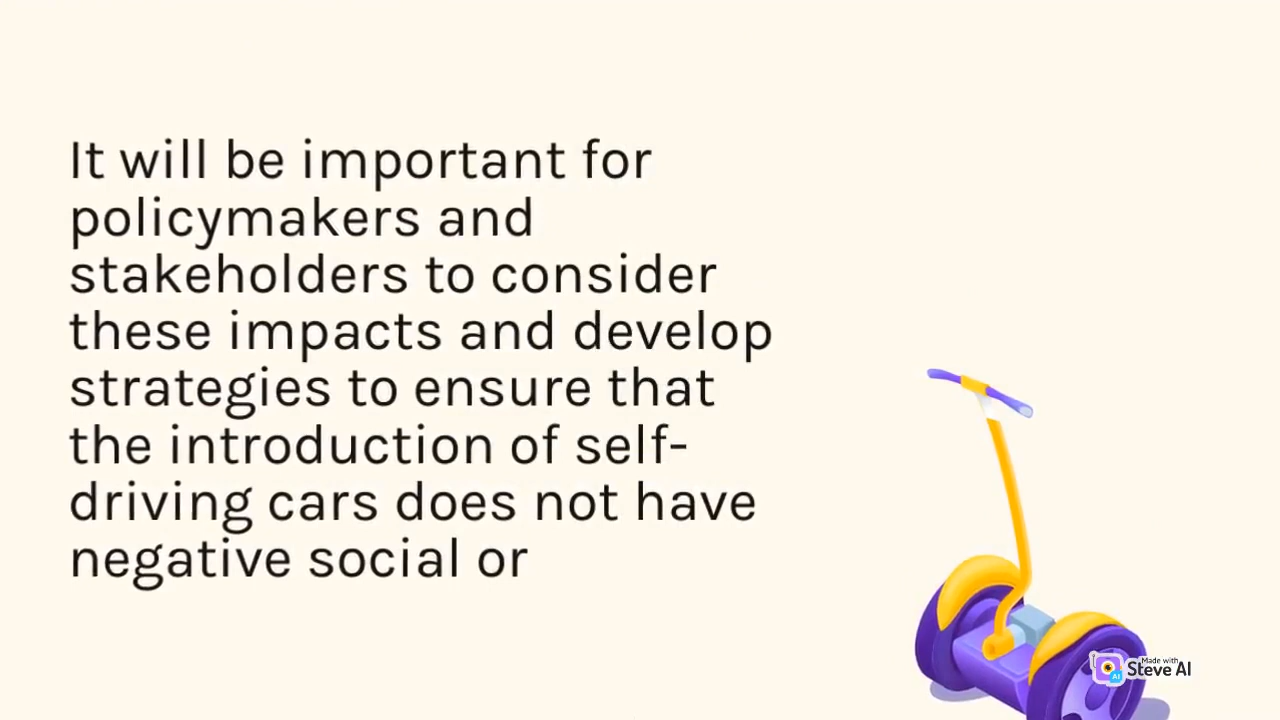 It will be important for
policymakers and
stakeholders to consider
these impacts and develop
strategies to ensure that
the introduction of self-
driving cars does not have
negative social or
Made with
Steve AI
AI